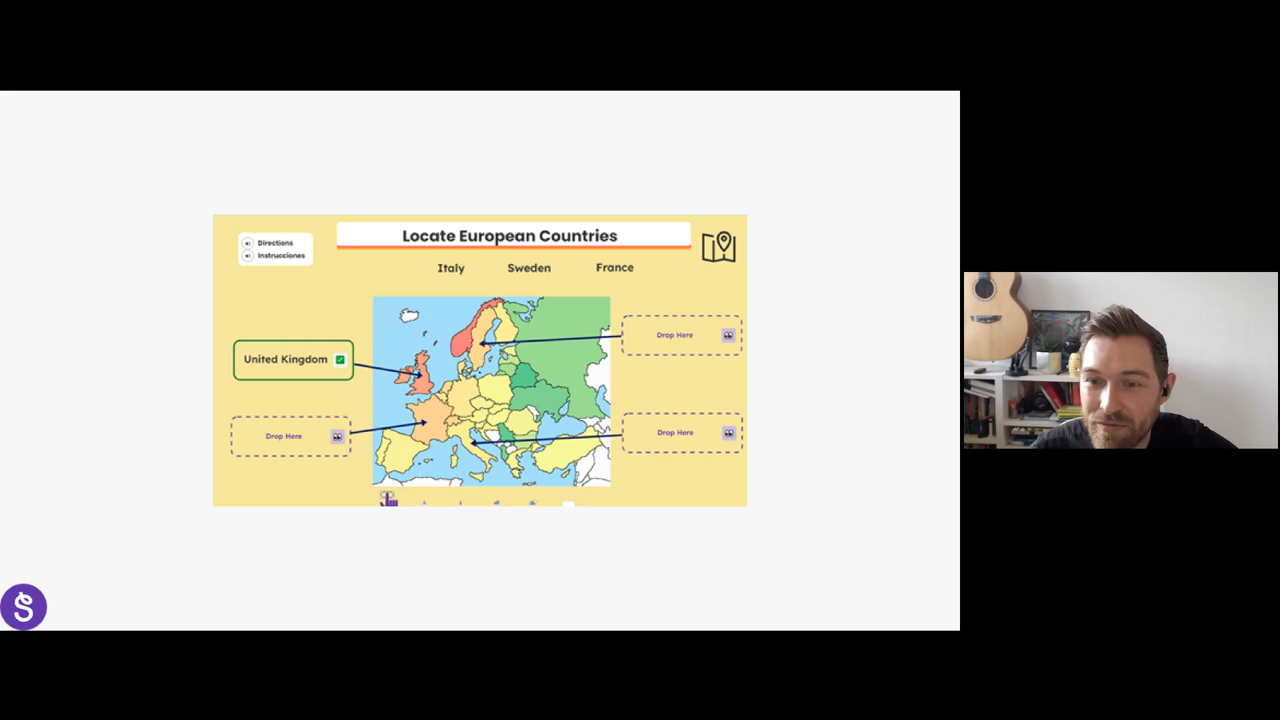 Locate European Countries
Directions
Instrucciones
Italy Sweden France
Drop Here
United Kingdom
Drop Here
Drop Here
S